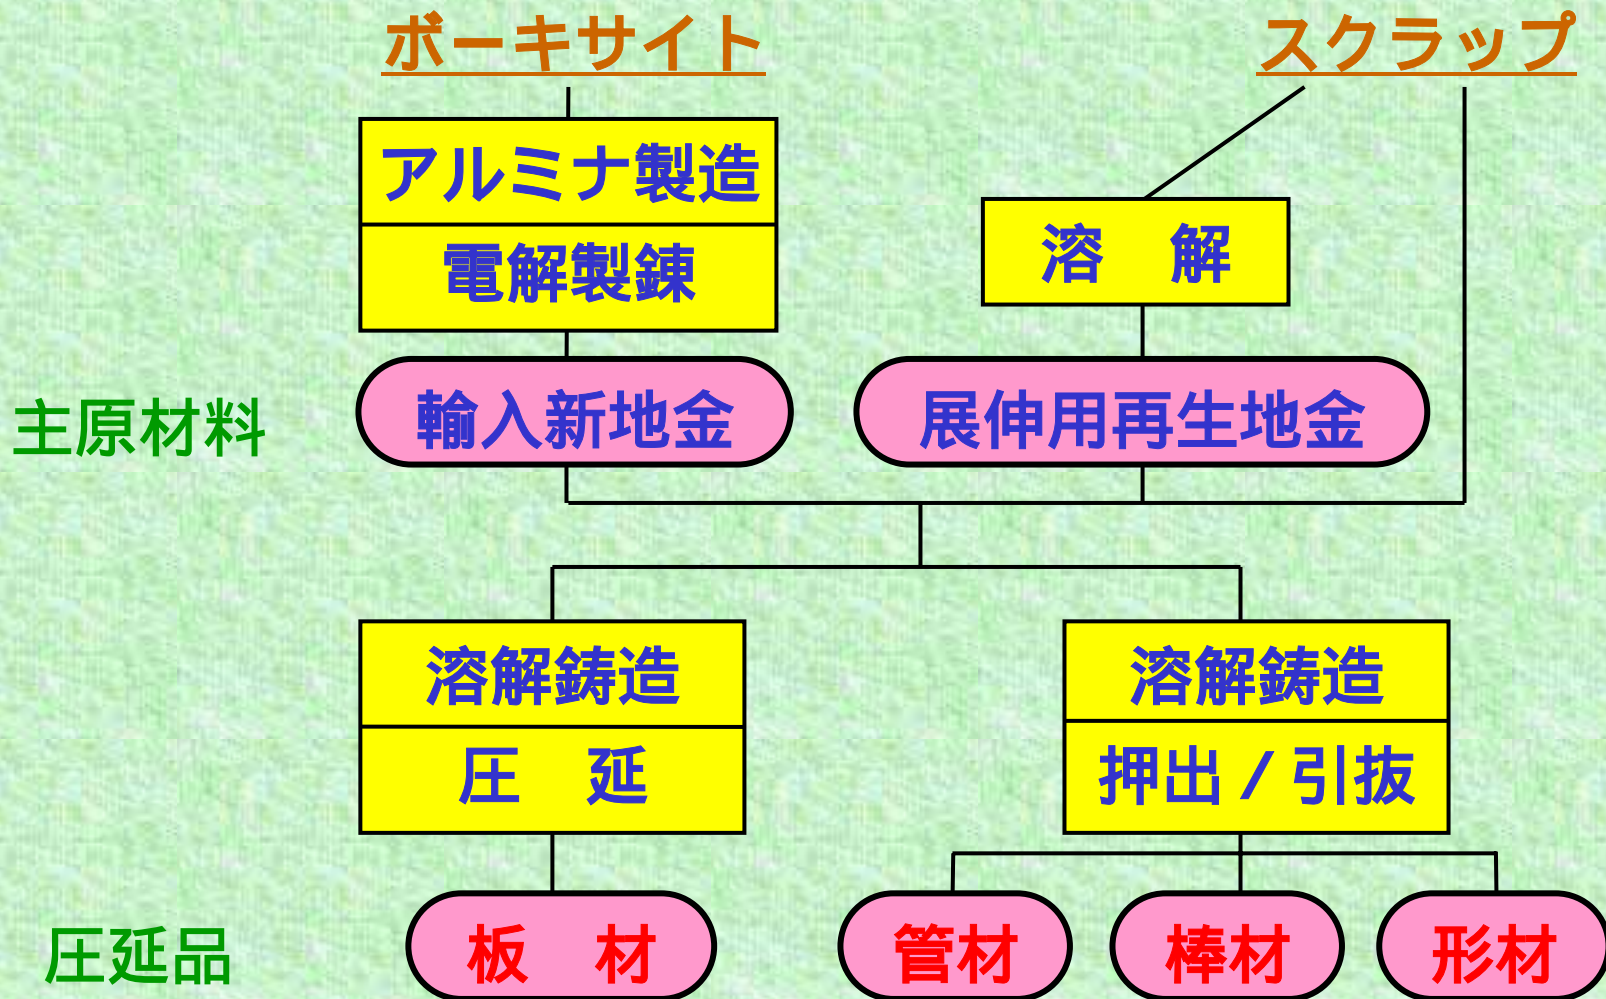 ボーキサイト
スクラップ
アルミナ製造
電解製錬
溶　解
主原材料
輸入新地金
展伸用再生地金
溶解鋳造
圧　延
溶解鋳造
押出 / 引抜
圧延品
板　材
管材
棒材
形材